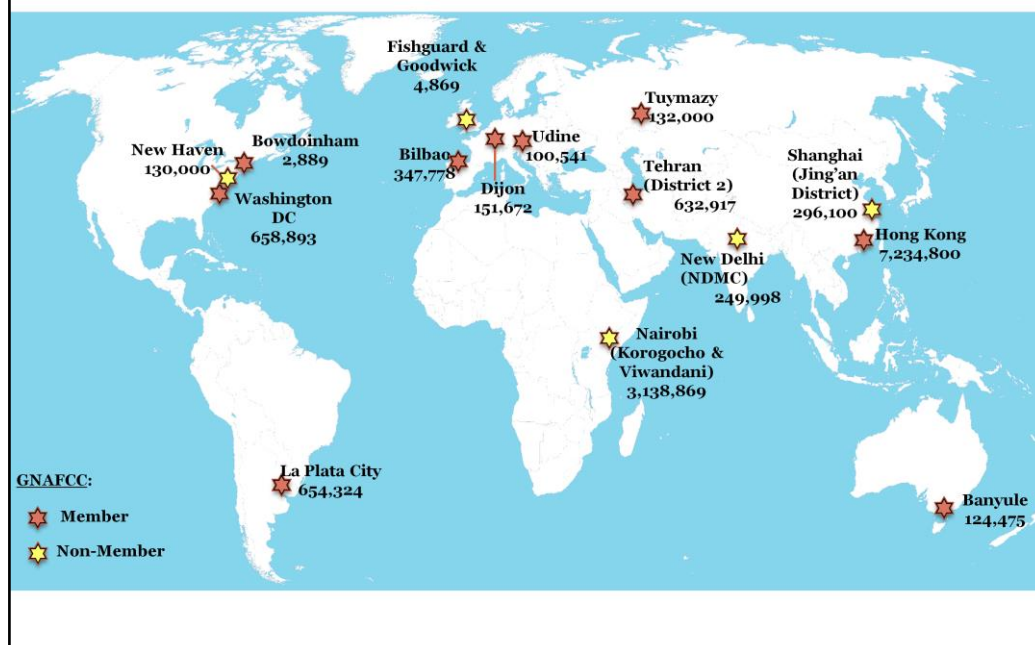 Fishguard &
Goodwick
4,869
Tuymazy
132,000
New Haven
130,000
Bowdoinham
2,889
Washington
DC
658,893
Bilbao
347,778
Dijon
151,672
Udine
100,541
Tehran
(District 2)
632,917
Shanghai
(Jing'an
District)
296,100
Hong Kong
7,234,800
New Delhi
(NDMC)
249,998
Nairobi
(Korogocho &
Viwandani)
3,138,869
La Plata City
654,324
Banyule
124,475
GNAFCC:
Member
Non-Member